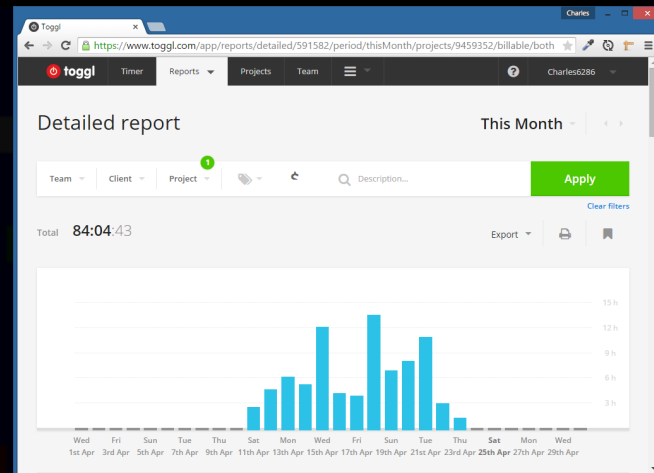 Charles
Toggl
https://www.toggl.com/app/reports/detailed/591582/period/thisMonth/projects/9459352/billable/both
toggl Timer Reports Projects Team Charles6286
Detailed report This Month
1
Team Client Project Description... Apply
Clear filters
Total 84:04:43 Export
15 h
12 h
9 h
6 h
3 h
Wed Fri Sun Tue Thu Sat Mon Wed Fri Sun Tue Thu Sat Mon Wed
1st Apr 3rd Apr 5th Apr 7th Apr 9th Apr 11th Apr 13th Apr 15th Apr 17th Apr 19th Apr 21st Apr 23rd Apr 25th Apr 27th Apr 29th Apr